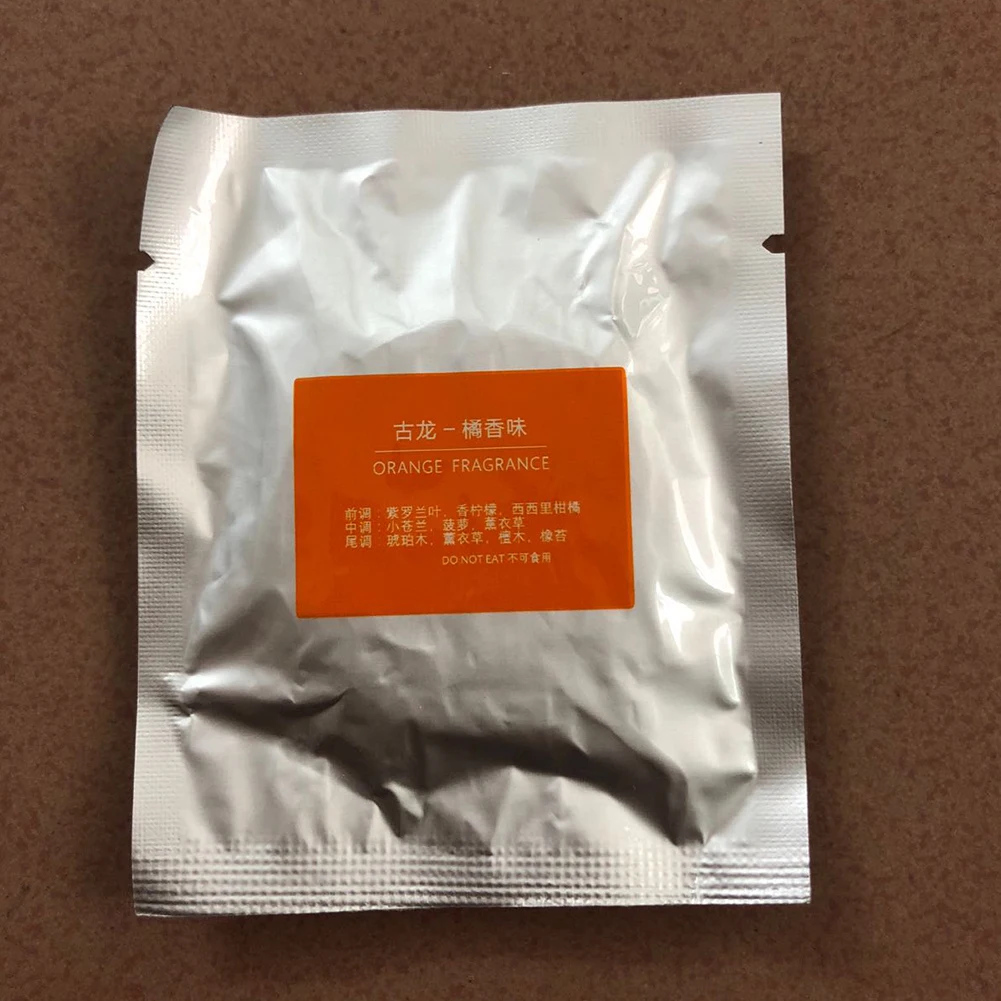 古龙-橘香味
ORANGE FRAGRANCE
前调:紫罗兰叶、香柠檬、西西里柑橘
中调:小苍兰、菠萝、薰衣草
尾调:琥珀木、薰衣草、檀木、橡苔
DO NOT EAT 不可食用